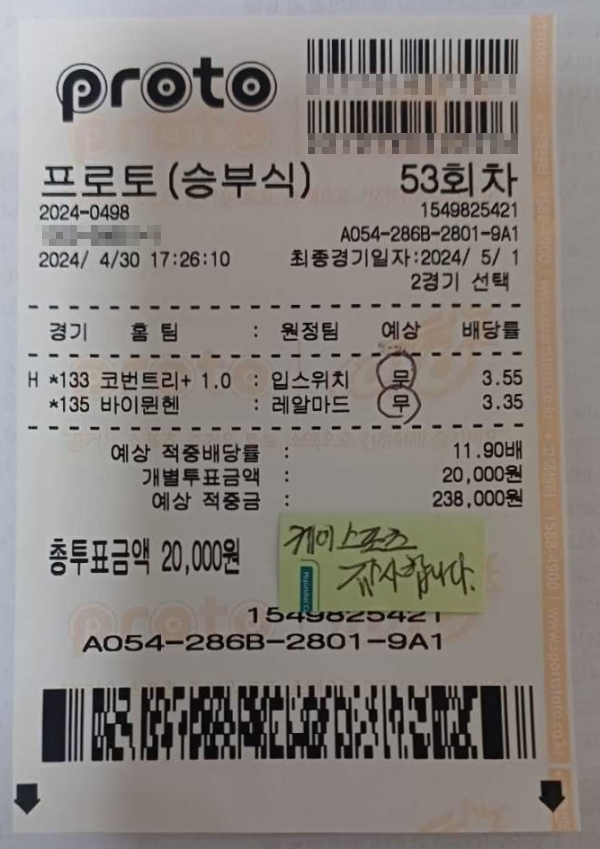 proto
프로토(승부식) 53회차
2024-0498 1549825421
A054-286B-2801-9A1
2024/ 4/30 17:26:10 최종경기일자:2024/ 5/ 1
2경기 선택
경기 홈 팀 : 원정팀 예상 배당률
H *133 코번트리+ 1.0 : 입스위치 무 3.55
*135 바이뮌헨 : 레알마드 무 3.35
예상 적중배당률 : 11.90배
개별투표금액 : 20,000원
예상 적중금 : 238,000원
케이스포츠
감사합니다.
총투표금액 20,000원
1549825421
A054-286B-2801-9A1